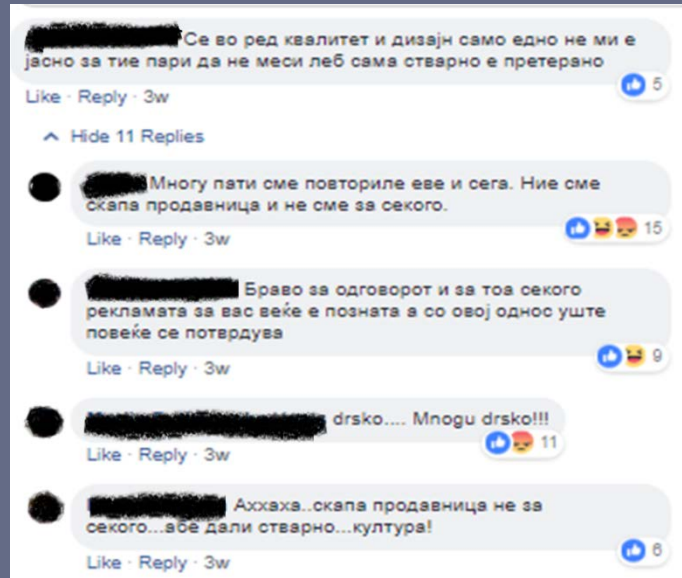 Се во ред квалитет и дизајн само едно не ми е
јасно за тие пари да не меси леб сама стварно е претерано
5
Like · Reply · 3w
Hide 11 Replies
Многу пати сме повториле еве и сега. Ние сме
скапа продавница и не сме за секого.
15
Like · Reply · 3w
Браво за одговорот и за тоа секого
рекламата за вас веќе е позната а со овој однос уште
повеќе се потврдува
9
Like · Reply · 3w
drsko.... Mnogu drsko!!!
11
Like · Reply · 3w
Аххаха..скапа продавница не за
секого...абе дали стварно...култура!
6
Like · Reply · 3w